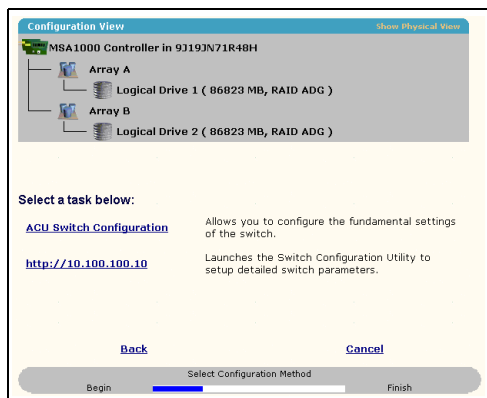 Configuration View
Show Physical View
MSA1000 Controller in 9J19JN71R48H
Array A
Logical Drive 1 ( 86823 MB, RAID ADG )
Array B
Logical Drive 2 ( 86823 MB, RAID ADG )
Select a task below:
ACU Switch Configuration
Allows you to configure the fundamental settings
of the switch.
http://10.100.100.10
Launches the Switch Configuration Utility to
setup detailed switch parameters.
Back
Cancel
Select Configuration Method
Begin
Finish